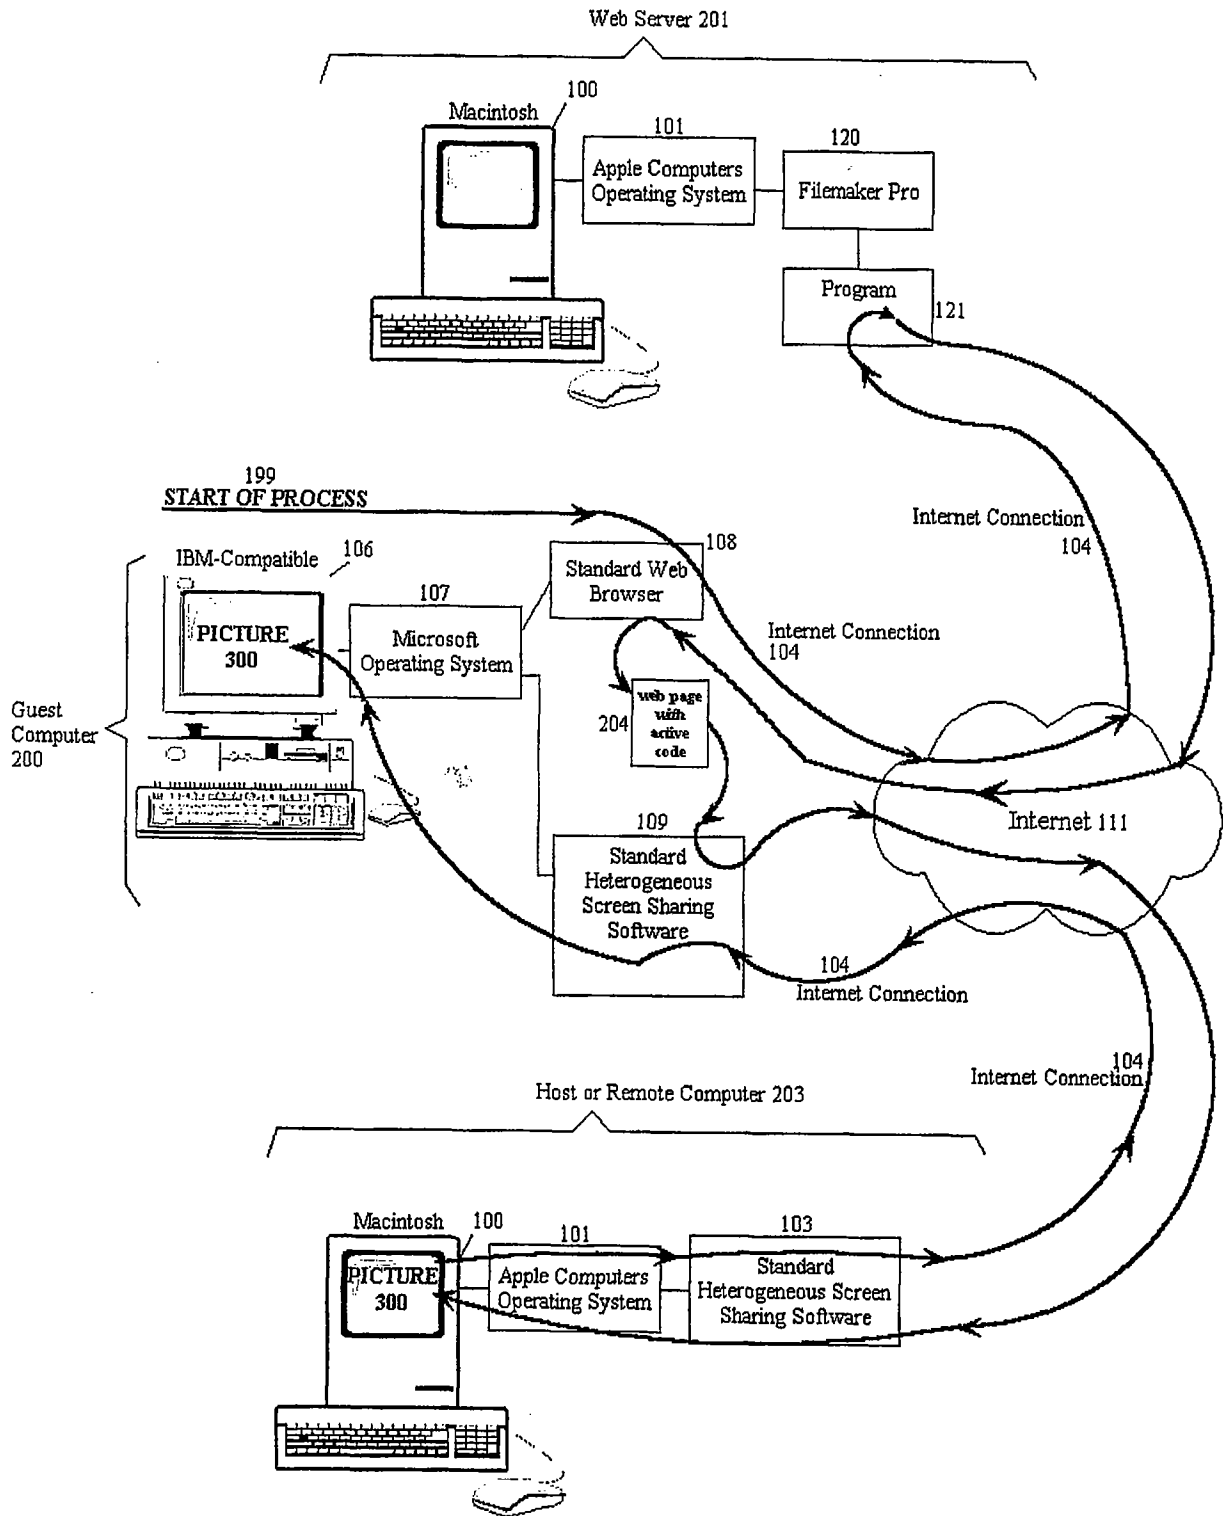 Web Server 201
Macintosh
100
101
Apple Computers
Operating System
120
Filemaker Pro
Program
121
199
START OF PROCESS
Internet Connection
104
IBM-Compatible
106
108
Standard Web
Browser
107
Microsoft
Operating System
PICTURE
300
Internet Connection
104
Guest
Computer
200
204
web page
with
active
code
Internet 111
109
Standard
Heterogeneous
Screen Sharing
Software
104
Internet Connection
104
Internet Connection
Host or Remote Computer 203
Macintosh
100
101
Apple Computers
Operating System
103
Standard
Heterogeneous Screen
Sharing Software
PICTURE
300